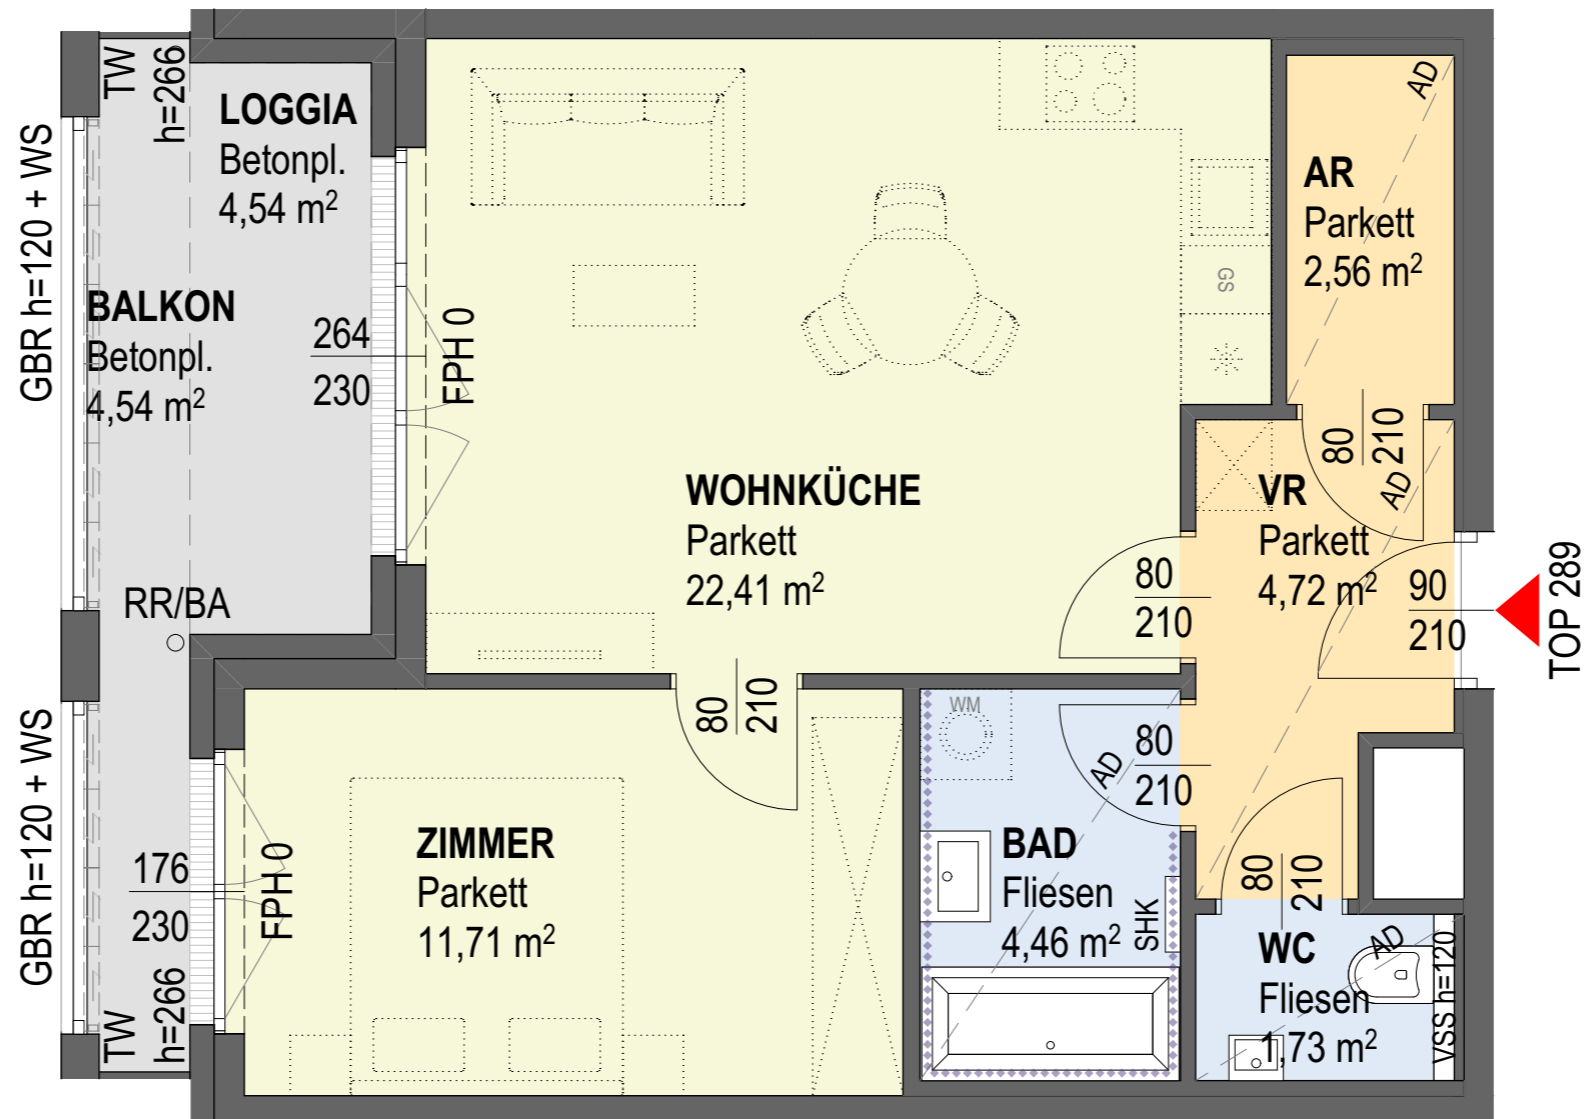 TW
h=266
LOGGIA
Betonpl.
4,54 m²
GBR h=120 + WS
BALKON
Betonpl.
4,54 m²
264
230
FPH 0
GS
AD
AR
Parkett
2,56 m²
80
210
AD
WOHNKÜCHE
Parkett
22,41 m²
VR
Parkett
4,72 m²
80
210
90
210
TOP 289
RR/BA
80
210
WM
80
210
AD
GBR h=120 + WS
176
230
FPH 0
ZIMMER
Parkett
11,71 m²
BAD
Fliesen
4,46 m²
SHK
80
210
WC
Fliesen
1,73 m²
AD
VSS h=120
TW
h=266